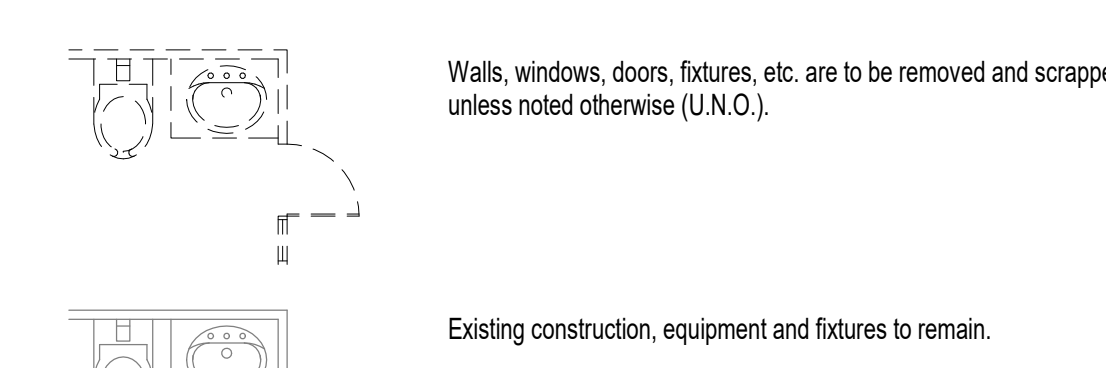 Walls, windows, doors, fixtures, etc. are to be removed and scrappe
unless noted otherwise (U.N.O.).
Existing construction, equipment and fixtures to remain.